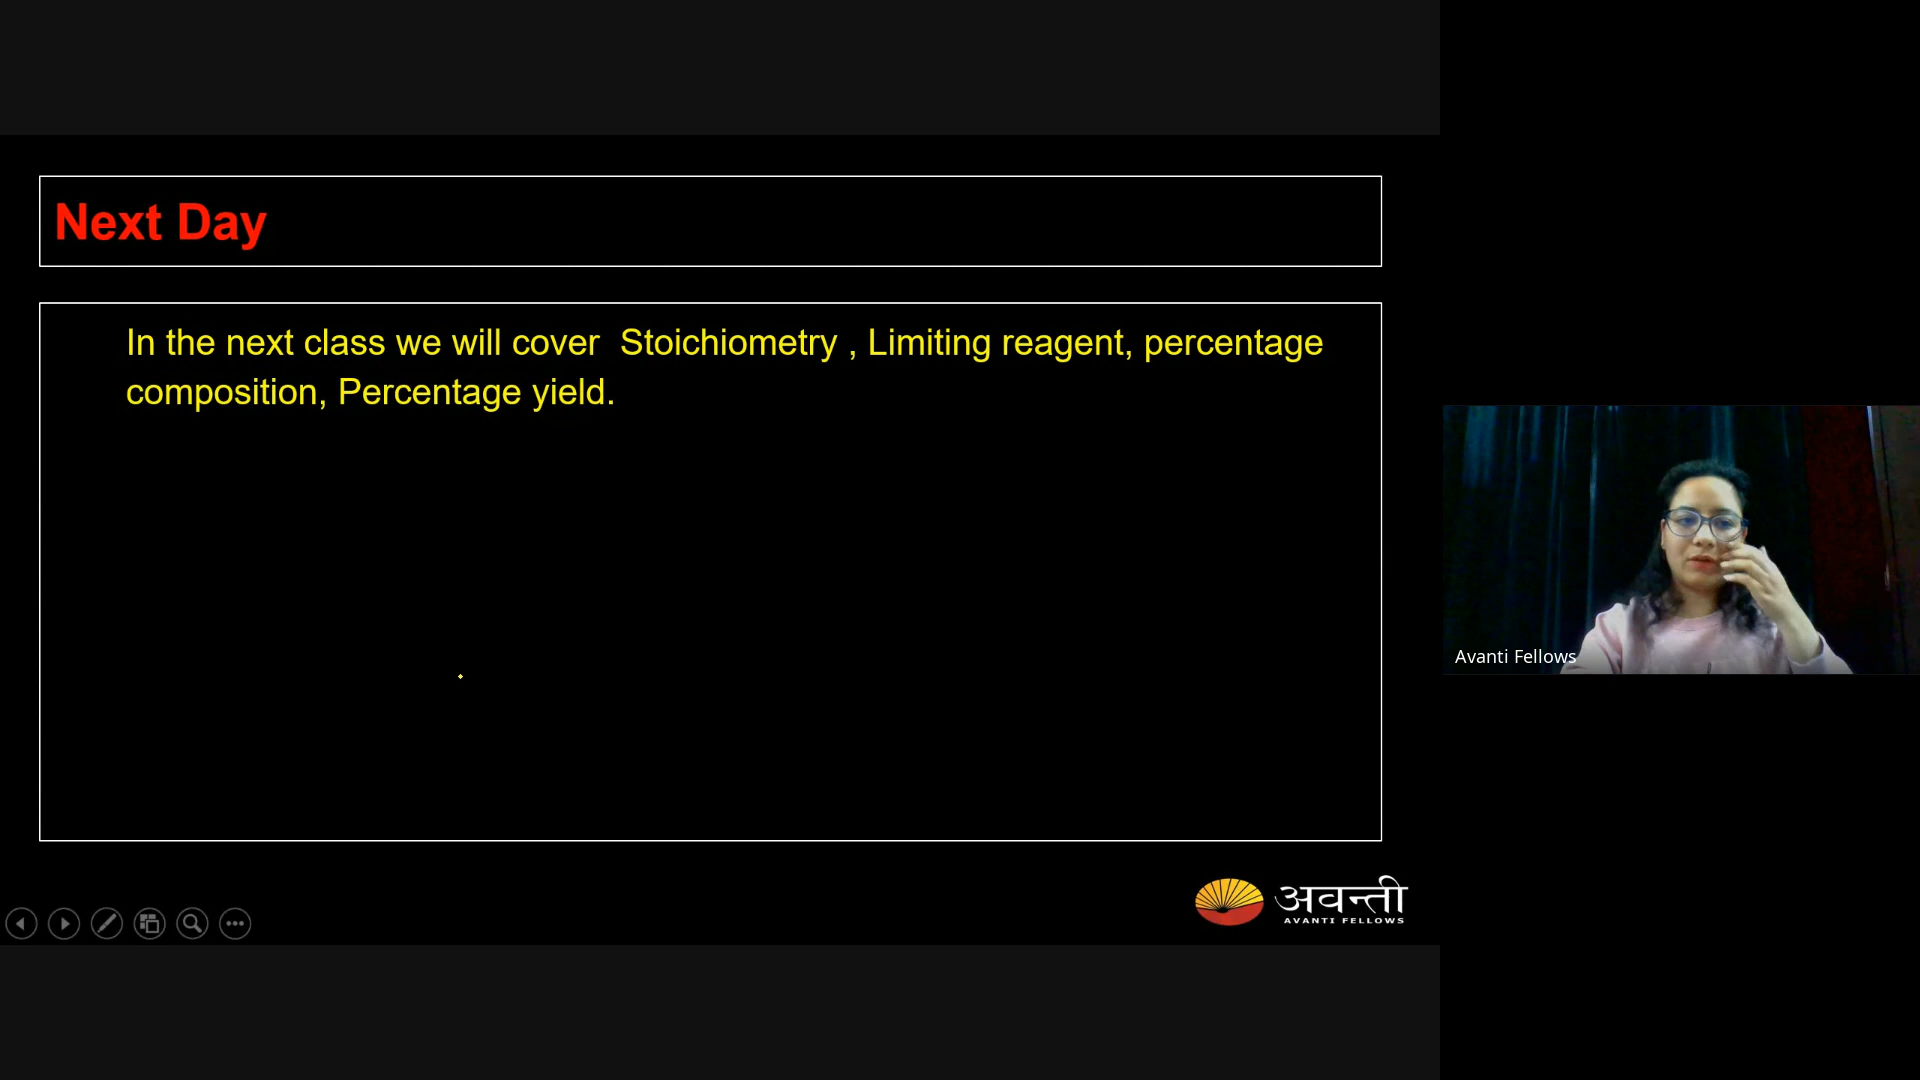 Next Day
In the next class we will cover  Stoichiometry , Limiting reagent, percentage
composition, Percentage yield.
Avanti Fellows
अवन्ती
AVANTI FELLOWS